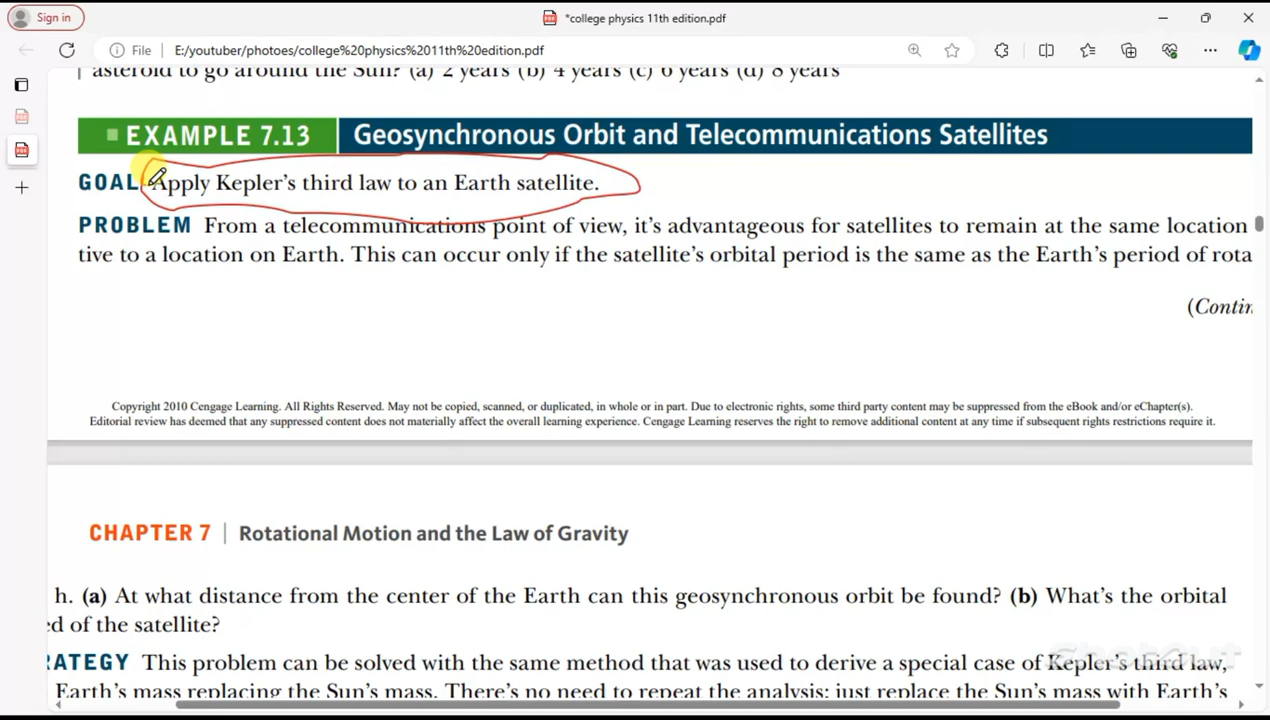 Sign in
*college physics 11th edition.pdf
File E:/youtuber/photoes/college%20physics%2011th%20edition.pdf
asteroid to go around the Sun? (a) 2 years (b) 4 years (c) 6 years (d) 8 years
EXAMPLE 7.13 Geosynchronous Orbit and Telecommunications Satellites
GOAL Apply Kepler's third law to an Earth satellite.
PROBLEM From a telecommunications point of view, it's advantageous for satellites to remain at the same location
tive to a location on Earth. This can occur only if the satellite's orbital period is the same as the Earth's period of rota
(Contin
Copyright 2010 Cengage Learning. All Rights Reserved. May not be copied, scanned, or duplicated, in whole or in part. Due to electronic rights, some third party content may be suppressed from the eBook and/or eChapter(s).
Editorial review has deemed that any suppressed content does not materially affect the overall learning experience. Cengage Learning reserves the right to remove additional content at any time if subsequent rights restrictions require it.
CHAPTER 7 | Rotational Motion and the Law of Gravity
h. (a) At what distance from the center of the Earth can this geosynchronous orbit be found? (b) What's the orbital
ed of the satellite?
RATEGY This problem can be solved with the same method that was used to derive a special case of Kepler's third law,
Earth's mass replacing the Sun's mass. There's no need to repeat the analysis; just replace the Sun's mass with Earth's